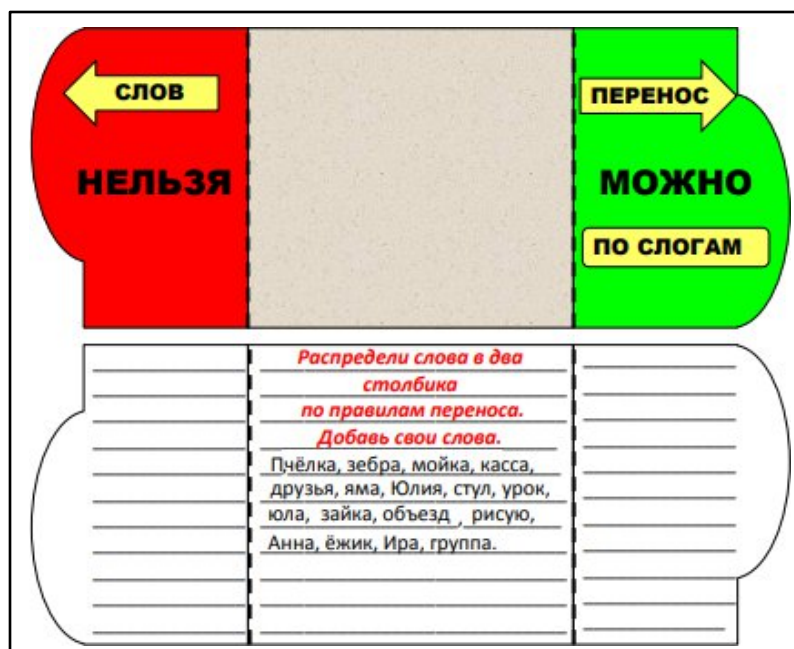 СЛОВ
ПЕРЕНОС
НЕЛЬЗЯ
МОЖНО
ПО СЛОГАМ
Распредели слова в два
столбика
по правилам переноса.
Добавь свои слова.
Пчёлка, зебра, мойка, касса,
друзья, яма, Юлия, стул, урок,
юла, зайка, объезд , рисую,
Анна, ёжик, Ира, группа.